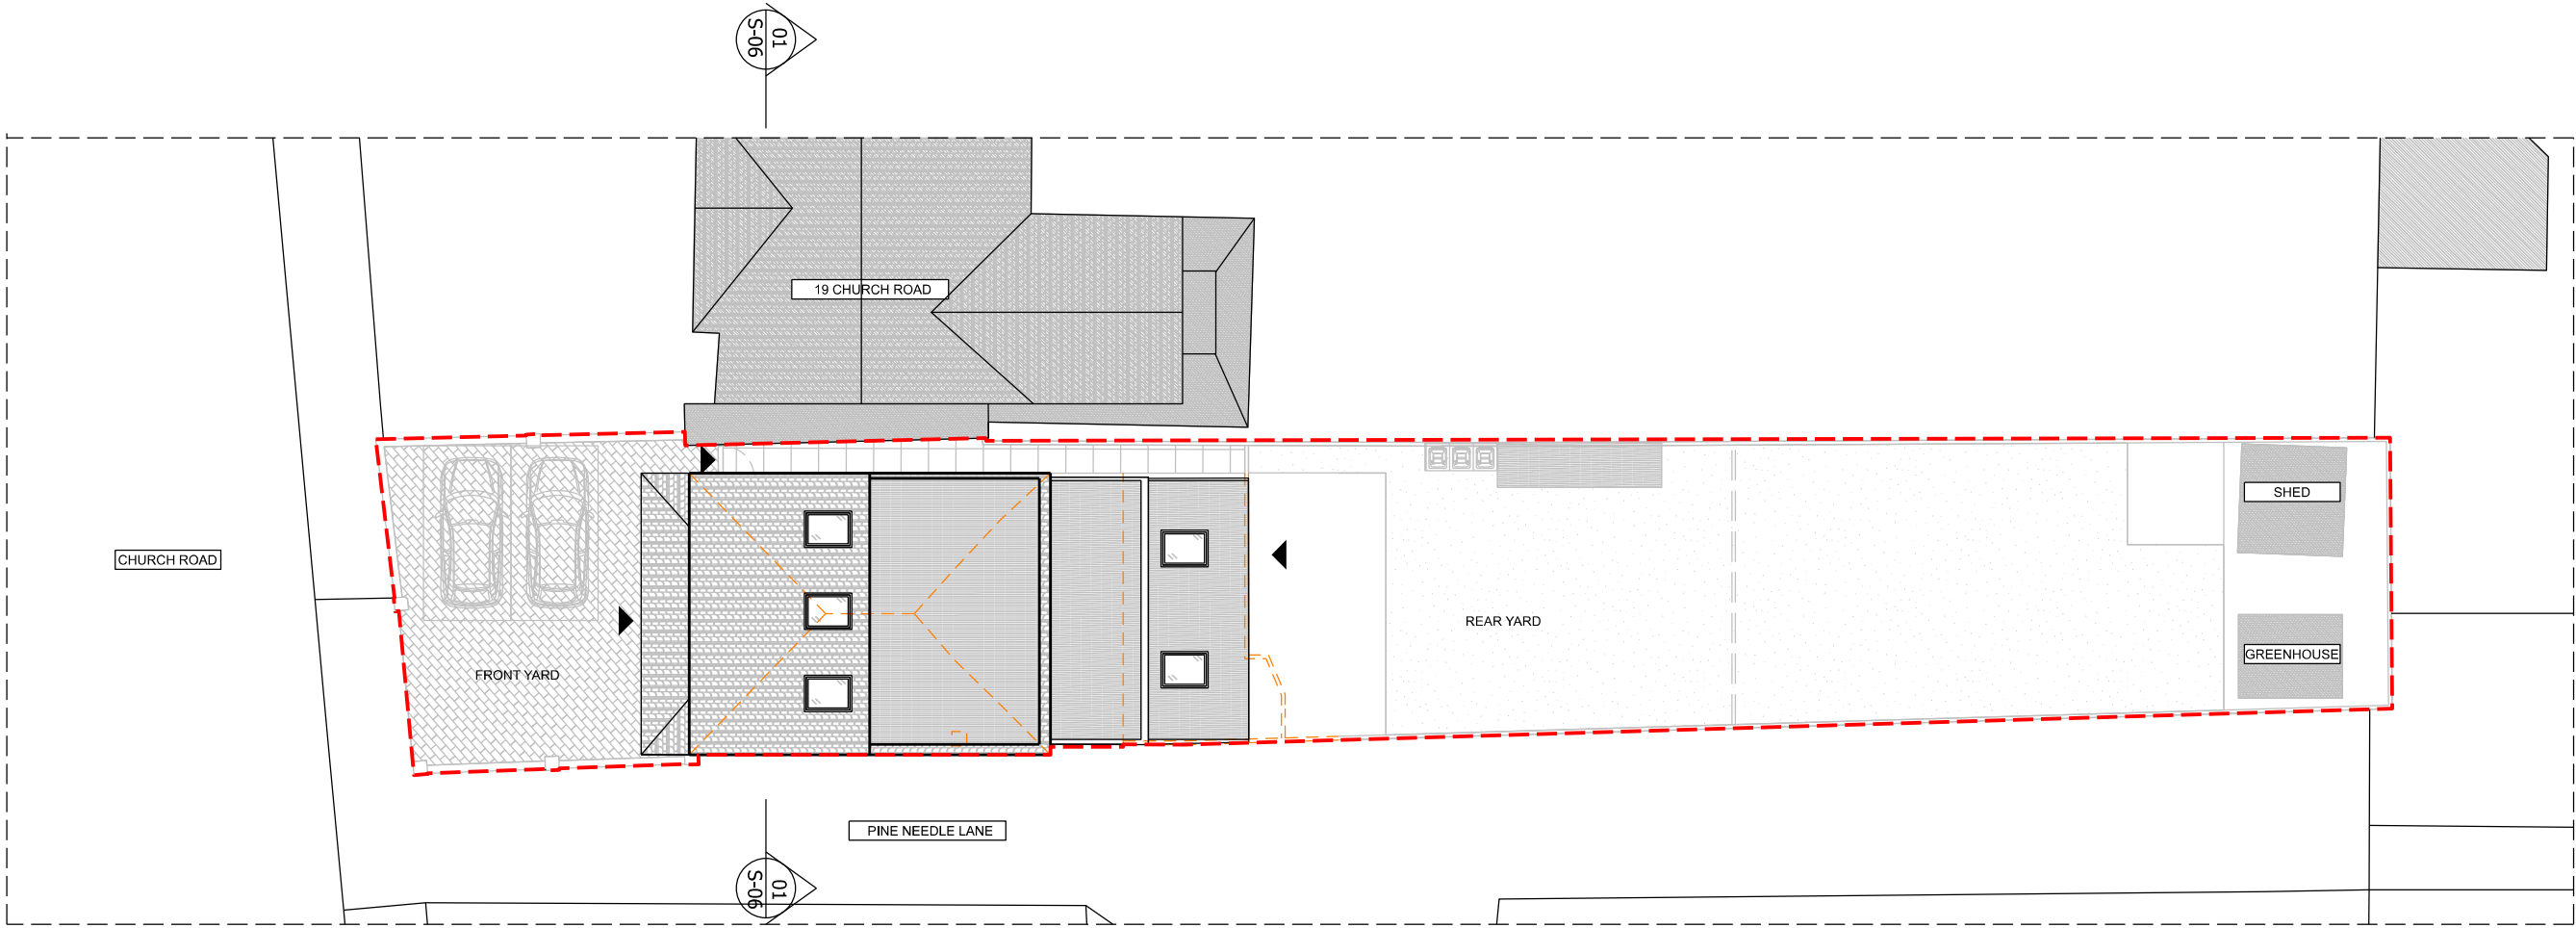 01
S-06
19 CHURCH ROAD
SHED
CHURCH ROAD
REAR YARD
GREENHOUSE
FRONT YARD
PINE NEEDLE LANE
01
S-06